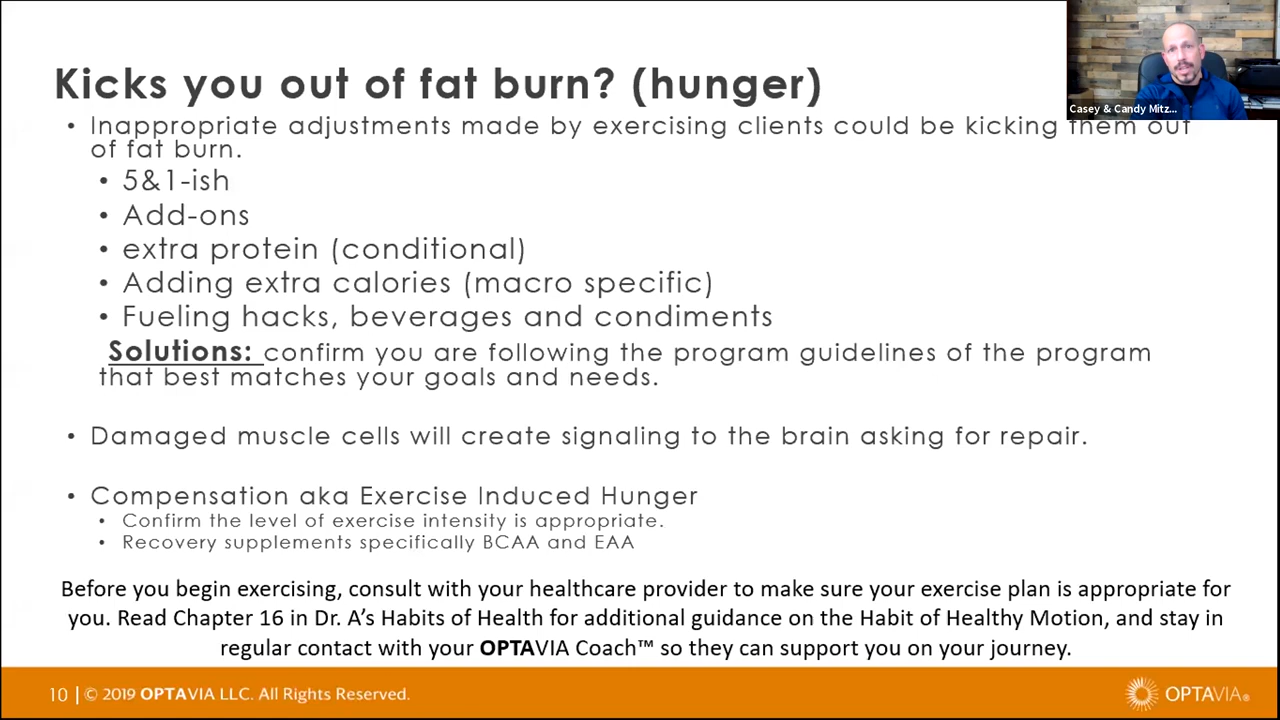 Kicks you out of fat burn? (hunger)
Casey & Candy Mitz...
• Inappropriate adjustments made by exercising clients could be kicking them out
of fat burn.
• 5&1-ish
• Add-ons
• extra protein (conditional)
• Adding extra calories (macro specific)
• Fueling hacks, beverages and condiments
Solutions: confirm you are following the program guidelines of the program
that best matches your goals and needs.
• Damaged muscle cells will create signaling to the brain asking for repair.
• Compensation aka Exercise Induced Hunger
• Confirm the level of exercise intensity is appropriate.
• Recovery supplements specifically BCAA and EAA
Before you begin exercising, consult with your healthcare provider to make sure your exercise plan is appropriate for
you. Read Chapter 16 in Dr. A's Habits of Health for additional guidance on the Habit of Healthy Motion, and stay in
regular contact with your OPTAVIA Coach™ so they can support you on your journey.
10 | © 2019 OPTAVIA LLC. All Rights Reserved.
OPTAVIA®